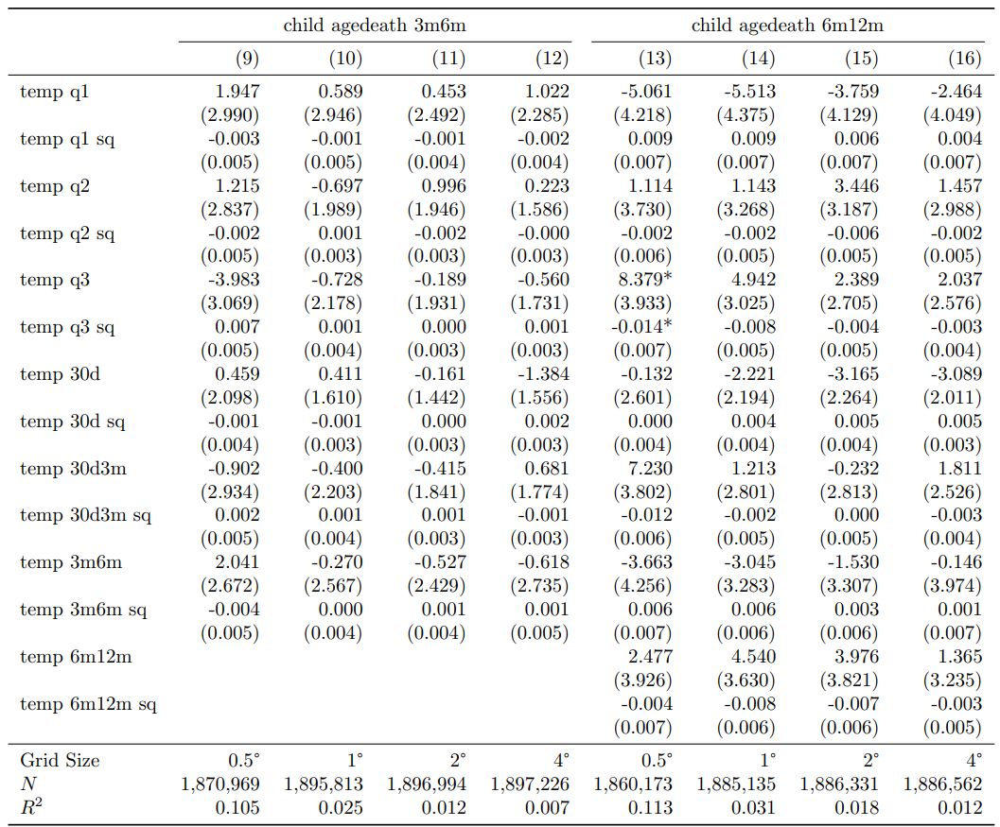 child agedeath 3m6m child agedeath 6m12m
(9) (10) (11) (12) (13) (14) (15) (16)
temp q1 1.947 0.589 0.453 1.022 -5.061 -5.513 -3.759 -2.464
(2.990) (2.946) (2.492) (2.285) (4.218) (4.375) (4.129) (4.049)
temp q1 sq -0.003 -0.001 -0.001 -0.002 0.009 0.009 0.006 0.004
(0.005) (0.005) (0.004) (0.004) (0.007) (0.007) (0.007) (0.007)
temp q2 1.215 -0.697 0.996 0.223 1.114 1.143 3.446 1.457
(2.837) (1.989) (1.946) (1.586) (3.730) (3.268) (3.187) (2.988)
temp q2 sq -0.002 0.001 -0.002 -0.000 -0.002 -0.002 -0.006 -0.002
(0.005) (0.003) (0.003) (0.003) (0.006) (0.005) (0.005) (0.005)
temp q3 -3.983 -0.728 -0.189 -0.560 8.379* 4.942 2.389 2.037
(3.069) (2.178) (1.931) (1.731) (3.933) (3.025) (2.705) (2.576)
temp q3 sq 0.007 0.001 0.000 0.001 -0.014* -0.008 -0.004 -0.003
(0.005) (0.004) (0.003) (0.003) (0.007) (0.005) (0.005) (0.004)
temp 30d 0.459 0.411 -0.161 -1.384 -0.132 -2.221 -3.165 -3.089
(2.098) (1.610) (1.442) (1.556) (2.601) (2.194) (2.264) (2.011)
temp 30d sq -0.001 -0.001 0.000 0.002 0.000 0.004 0.005 0.005
(0.004) (0.003) (0.003) (0.003) (0.004) (0.004) (0.004) (0.003)
temp 30d3m -0.902 -0.400 -0.415 0.681 7.230 1.213 -0.232 1.811
(2.934) (2.203) (1.841) (1.774) (3.802) (2.801) (2.813) (2.526)
temp 30d3m sq 0.002 0.001 0.001 -0.001 -0.012 -0.002 0.000 -0.003
(0.005) (0.004) (0.003) (0.003) (0.006) (0.005) (0.005) (0.004)
temp 3m6m 2.041 -0.270 -0.527 -0.618 -3.663 -3.045 -1.530 -0.146
(2.672) (2.567) (2.429) (2.735) (4.256) (3.283) (3.307) (3.974)
temp 3m6m sq -0.004 0.000 0.001 0.001 0.006 0.006 0.003 0.001
(0.005) (0.004) (0.004) (0.005) (0.007) (0.006) (0.006) (0.007)
temp 6m12m 2.477 4.540 3.976 1.365
(3.926) (3.630) (3.821) (3.235)
temp 6m12m sq -0.004 -0.008 -0.007 -0.003
(0.007) (0.006) (0.006) (0.005)
Grid Size 0.5° 1° 2° 4° 0.5° 1° 2° 4°
N 1,870,969 1,895,813 1,896,994 1,897,226 1,860,173 1,885,135 1,886,331 1,886,562
R² 0.105 0.025 0.012 0.007 0.113 0.031 0.018 0.012